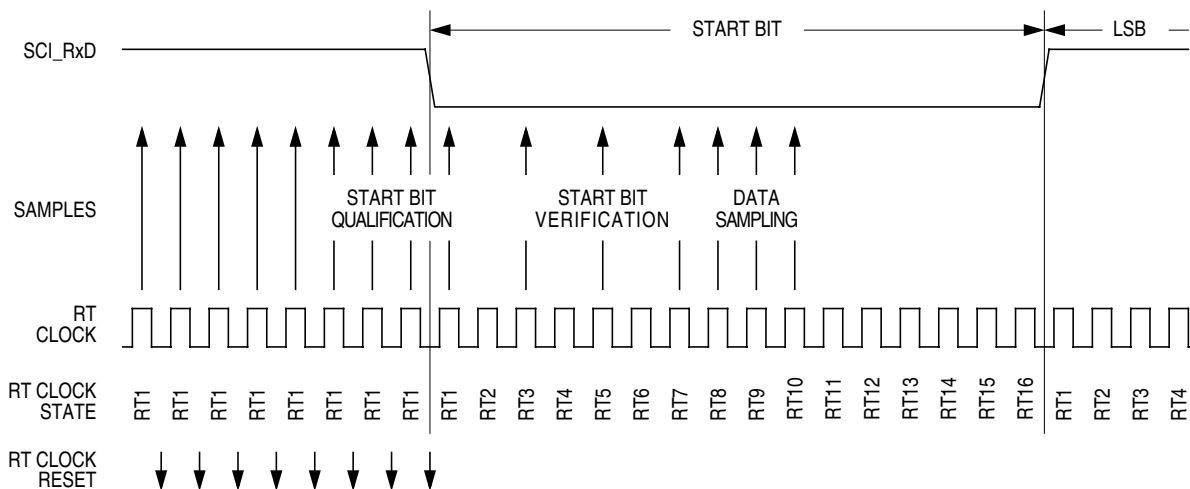 START BIT
LSB
SCI_RxD
SAMPLES
START BIT
QUALIFICATION
START BIT
VERIFICATION
DATA
SAMPLING
RT
CLOCK
RT CLOCK
STATE
RT1 RT1 RT1 RT1 RT1 RT1 RT1 RT1 RT1 RT2 RT3 RT4 RT5 RT6 RT7 RT8 RT9 RT10 RT11 RT12 RT13 RT14 RT15 RT16 RT1 RT2 RT3 RT4
RT CLOCK
RESET